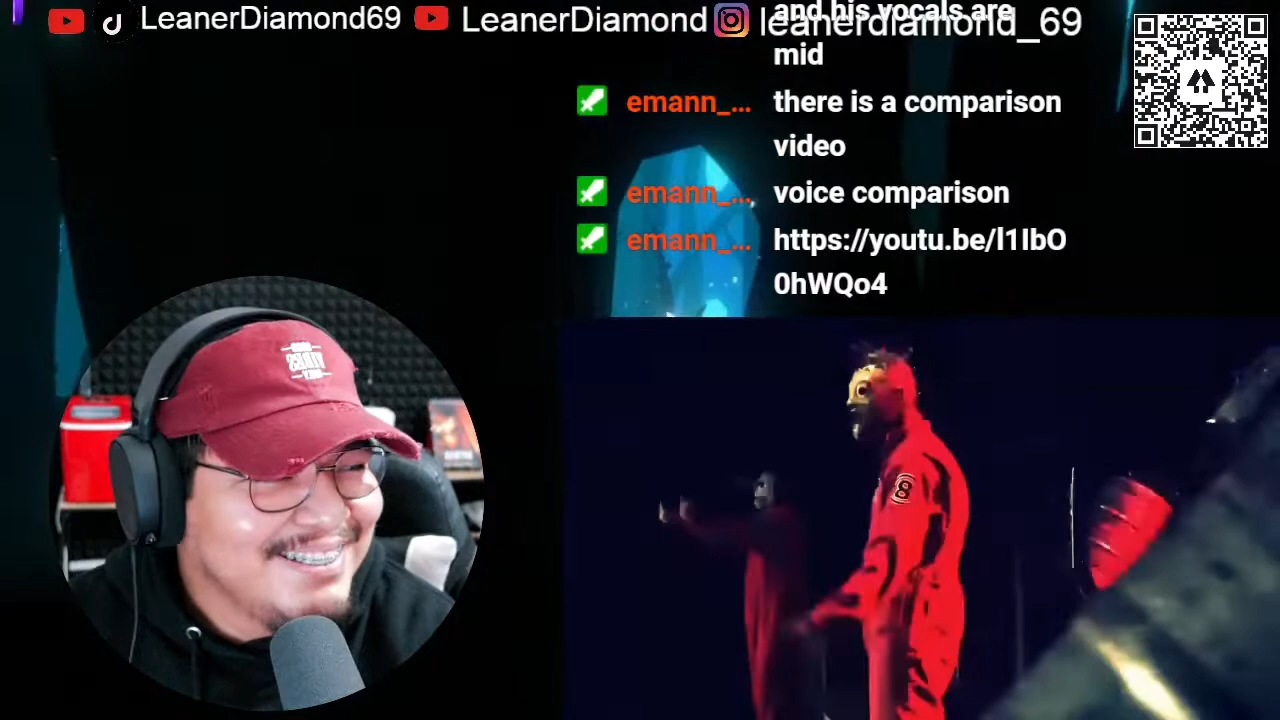 LeanerDiamond69 LeanerDiamond leanerdiamond_69
and his vocals are
mid
emann_... there is a comparison
video
emann_... voice comparison
emann_... https://youtu.be/l1IbO
0hWQo4
8